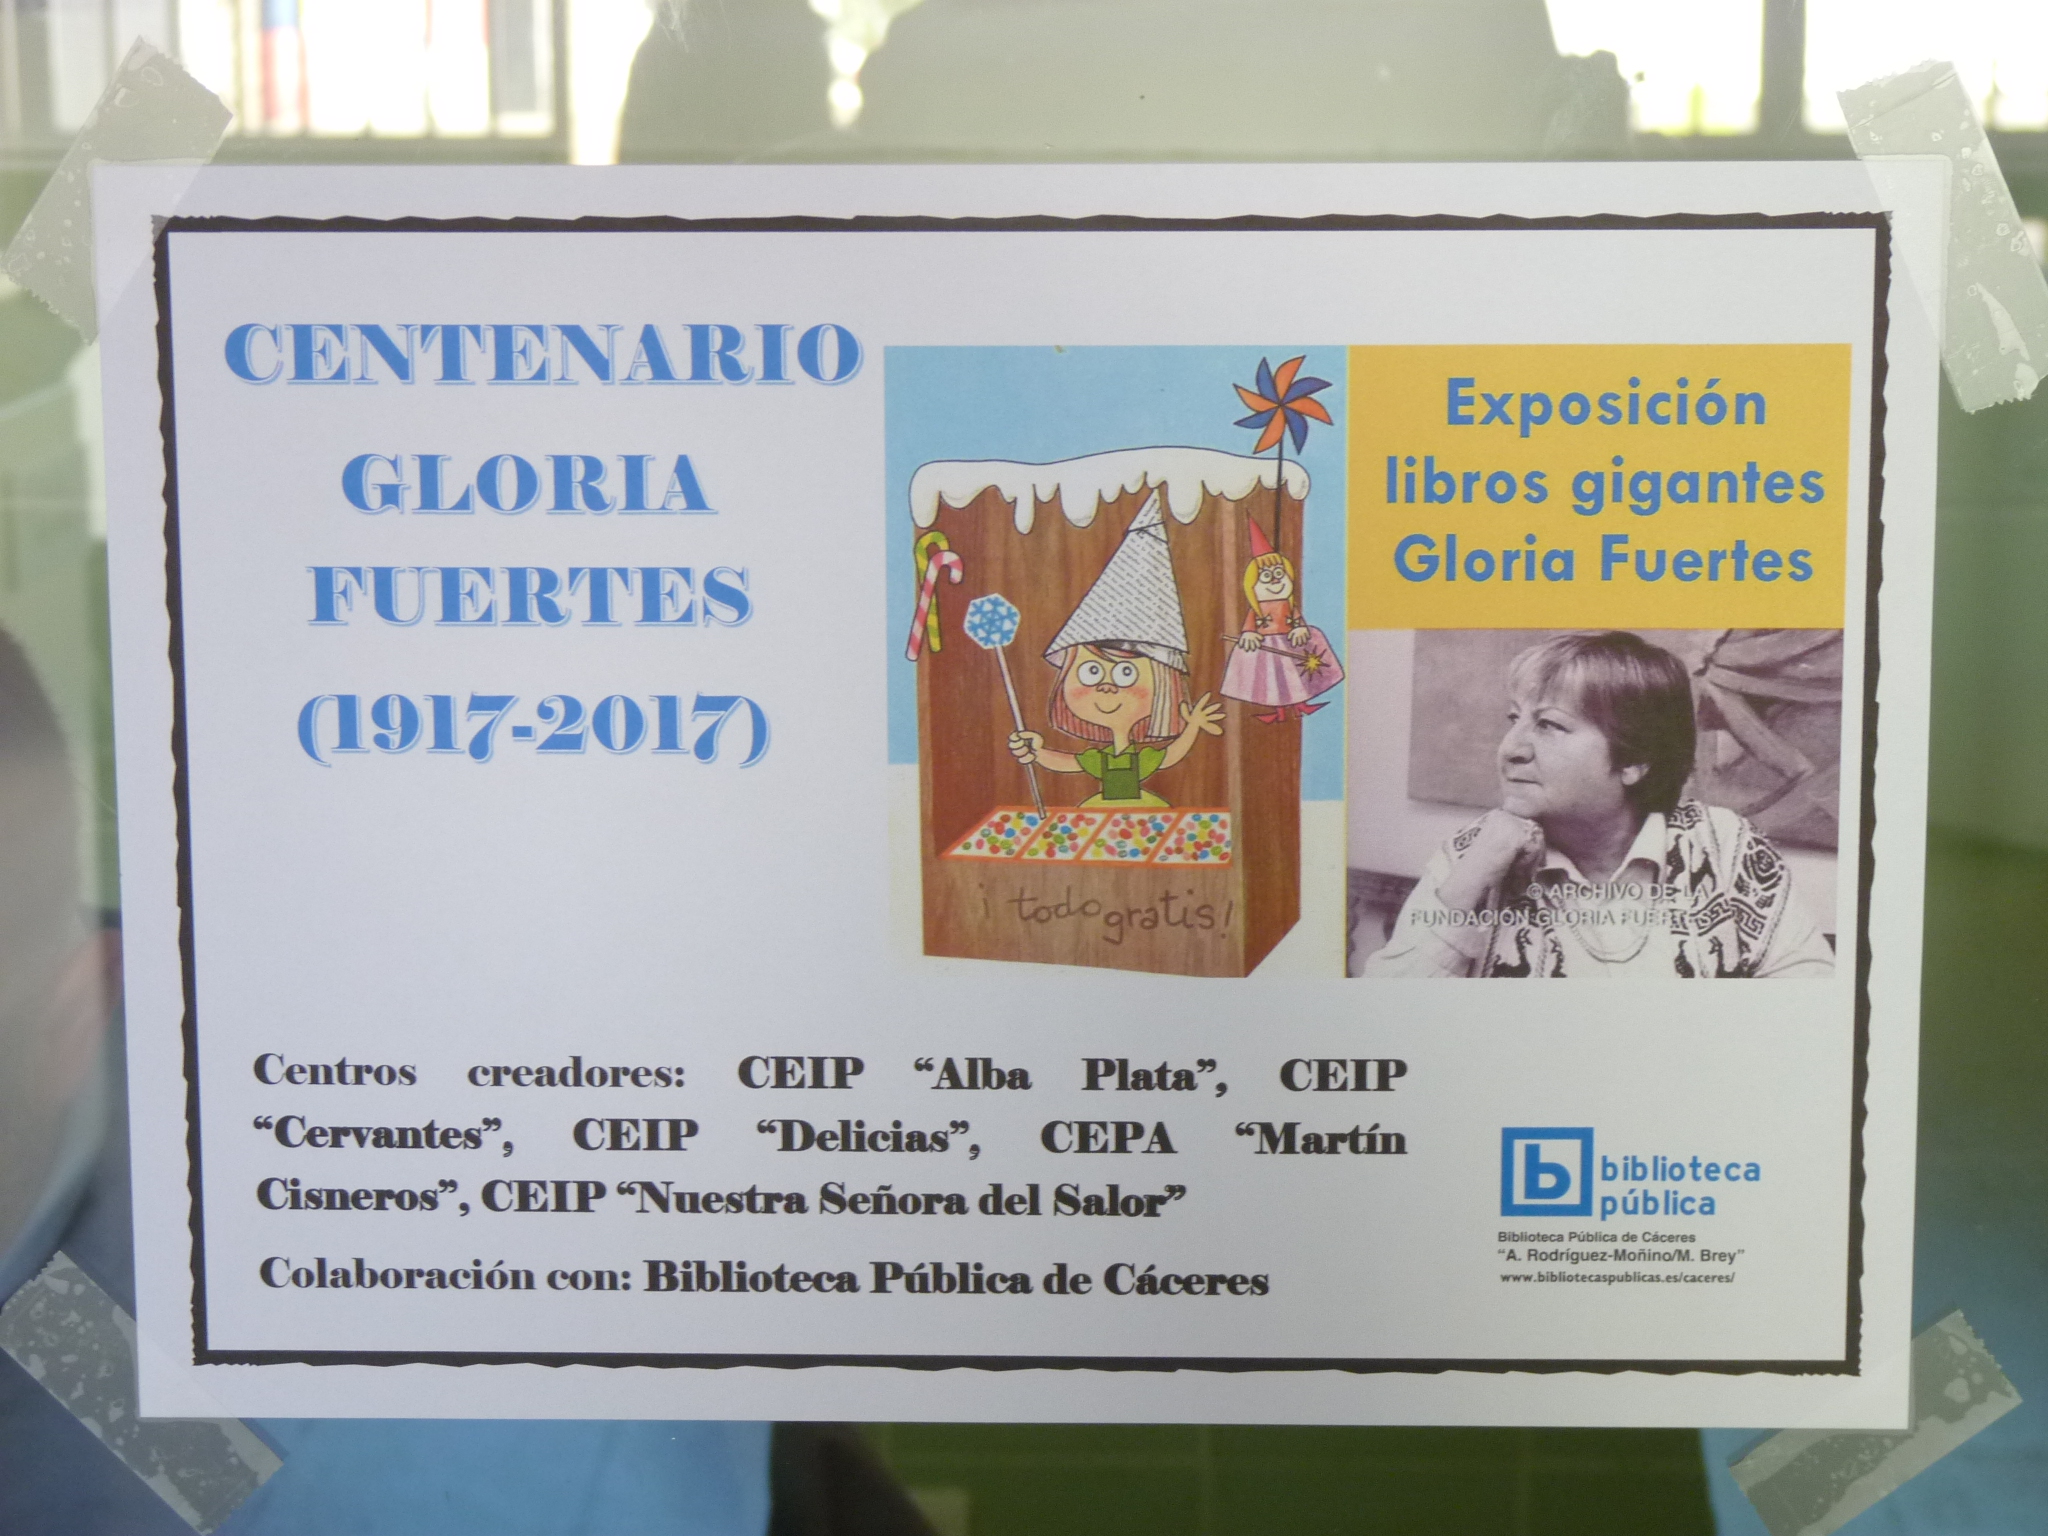 CENTENARIO
GLORIA
FUERTES
(1917-2017)
¡todo gratis!
Exposición
libros gigantes
Gloria Fuertes
© ARCHIVO DE LA
FUNDACIÓN GLORIA FUERTES
Centros creadores: CEIP “Alba Plata”, CEIP
“Cervantes”, CEIP “Delicias”, CEPA “Martín
Cisneros”, CEIP “Nuestra Señora del Salor”
Colaboración con: Biblioteca Pública de Cáceres
b biblioteca
pública
Biblioteca Pública de Cáceres
“A. Rodríguez-Moñino/M. Brey”
www.bibliotecaspublicas.es/caceres/